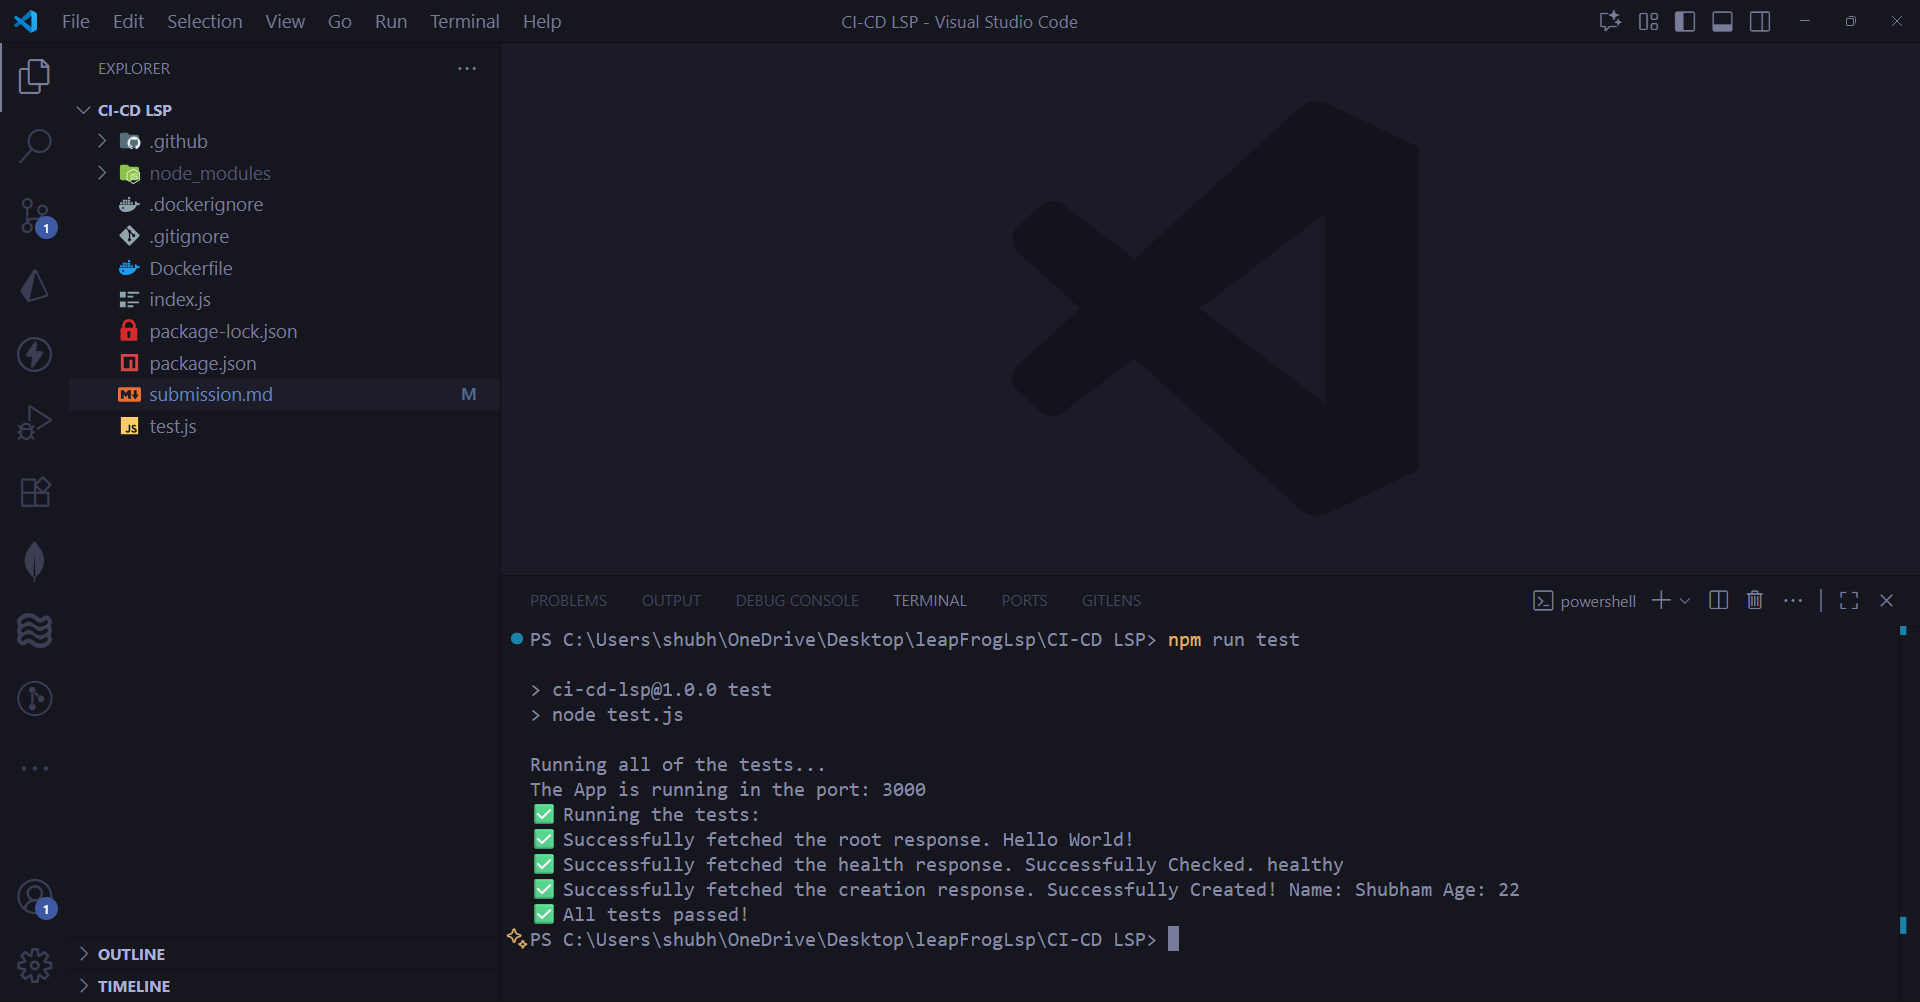 File Edit Selection View Go Run Terminal Help
CI-CD LSP - Visual Studio Code
EXPLORER
CI-CD LSP
.github
node_modules
.dockerignore
.gitignore
Dockerfile
index.js
package-lock.json
package.json
submission.md M
test.js
1
1
OUTLINE
TIMELINE
PROBLEMS OUTPUT DEBUG CONSOLE TERMINAL PORTS GITLENS
powershell
PS C:\Users\shubh\OneDrive\Desktop\leapFrogLsp\CI-CD LSP> npm run test
> ci-cd-lsp@1.0.0 test
> node test.js
Running all of the tests...
The App is running in the port: 3000
✅ Running the tests:
✅ Successfully fetched the root response. Hello World!
✅ Successfully fetched the health response. Successfully Checked. healthy
✅ Successfully fetched the creation response. Successfully Created! Name: Shubham Age: 22
✅ All tests passed!
PS C:\Users\shubh\OneDrive\Desktop\leapFrogLsp\CI-CD LSP>